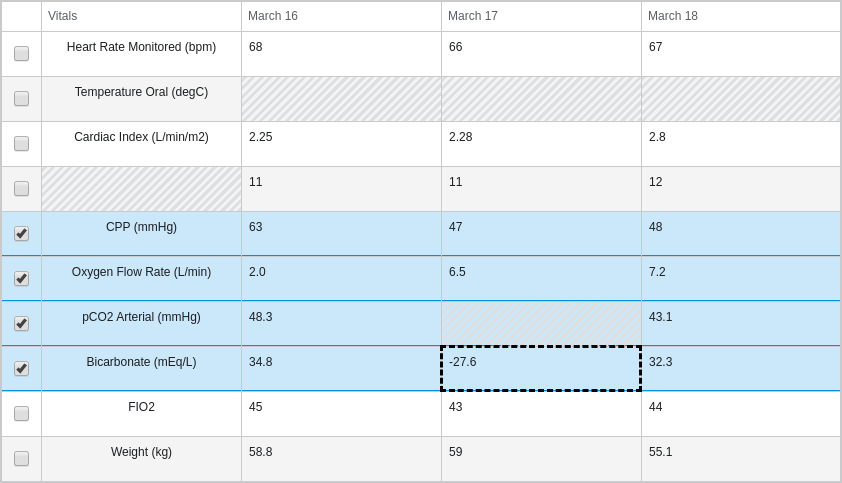 Vitals March 16 March 17 March 18
Heart Rate Monitored (bpm) 68 66 67
Temperature Oral (degC)
Cardiac Index (L/min/m2) 2.25 2.28 2.8
11 11 12
CPP (mmHg) 63 47 48
Oxygen Flow Rate (L/min) 2.0 6.5 7.2
pCO2 Arterial (mmHg) 48.3 43.1
Bicarbonate (mEq/L) 34.8 -27.6 32.3
FIO2 45 43 44
Weight (kg) 58.8 59 55.1